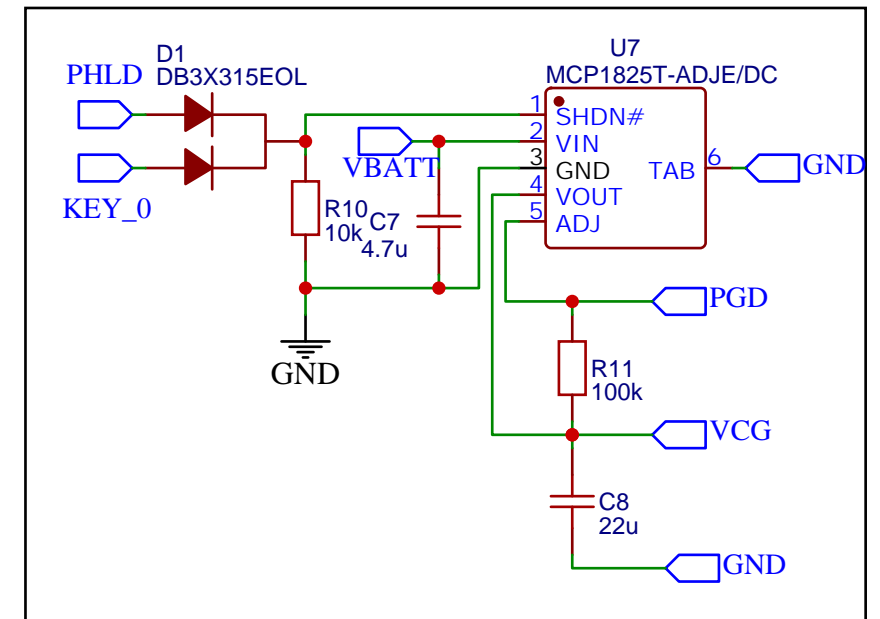 D1
DB3X315EOL
PHLD
KEY_0
VBATT
R10
10k
C7
4.7u
GND
U7
MCP1825T-ADJE/DC
1
SHDN#
2
VIN
3
GND
4
VOUT
5
ADJ
TAB
6
GND
PGD
R11
100k
VCG
C8
22u
GND